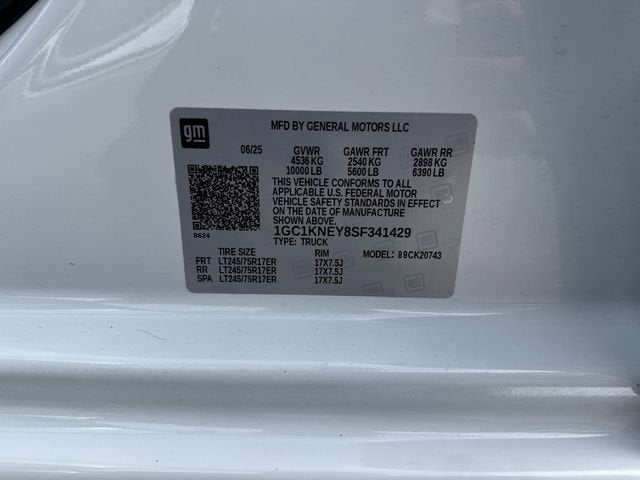 gm
MFD BY GENERAL MOTORS LLC
06/25 GVWR GAWR FRT GAWR RR
4536 KG 2540 KG 2898 KG
10000 LB 5600 LB 6390 LB
THIS VEHICLE CONFORMS TO ALL
APPLICABLE U.S. FEDERAL MOTOR
VEHICLE SAFETY STANDARDS IN EFFECT
ON THE DATE OF MANUFACTURE
SHOWN ABOVE.
8624 1GC1KNEY8SF341429
TYPE: TRUCK
TIRE SIZE RIM MODEL: 89CK20743
FRT LT245/75R17ER 17X7.5J
RR LT245/75R17ER 17X7.5J
SPA LT245/75R17ER 17X7.5J